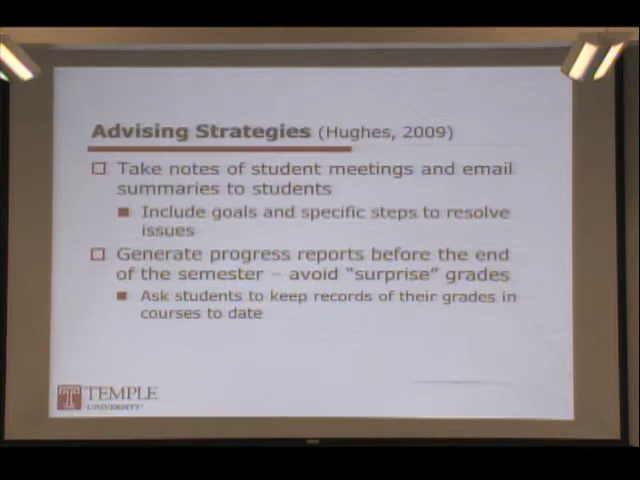 Advising Strategies (Hughes, 2009)
Take notes of student meetings and email
summaries to students
Include goals and specific steps to resolve
issues
Generate progress reports before the end
of the semester – avoid "surprise" grades
Ask students to keep records of their grades in
courses to date
T TEMPLE
UNIVERSITY